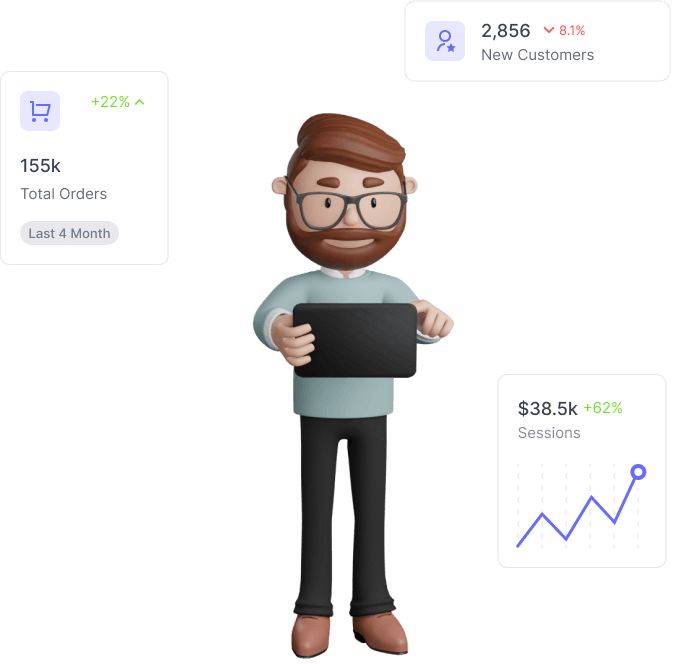 2,856 8.1%
New Customers
+22%
155k
Total Orders
Last 4 Month
$38.5k +62%
Sessions